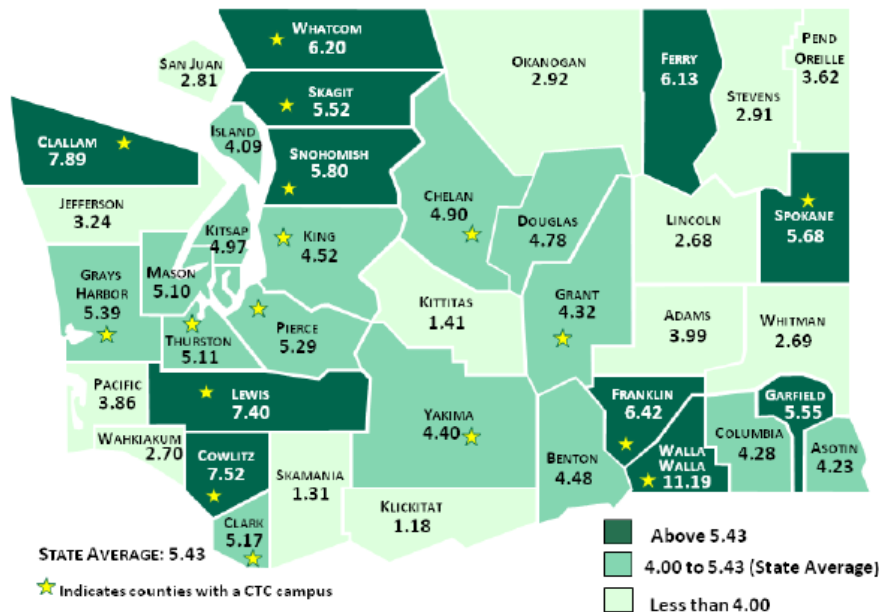 WHATCOM
6.20
SAN JUAN
2.81
SKAGIT
5.52
OKANOGAN
2.92
FERRY
6.13
PEND
OREILLE
3.62
STEVENS
2.91
CLALLAM
7.89
ISLAND
4.09
SNOHOMISH
5.80
JEFFERSON
3.24
CHELAN
4.90
DOUGLAS
4.78
LINCOLN
2.68
SPOKANE
5.68
KITSAP
4.97
KING
4.52
GRAYS
HARBOR
5.39
MASON
5.10
KITTITAS
1.41
GRANT
4.32
ADAMS
3.99
WHITMAN
2.69
THURSTON
5.11
PIERCE
5.29
PACIFIC
3.86
LEWIS
7.40
YAKIMA
4.40
FRANKLIN
6.42
GARFIELD
5.55
WAHKIAKUM
2.70
COWLITZ
7.52
SKAMANIA
1.31
BENTON
4.48
WALLA
WALLA
11.19
COLUMBIA
4.28
ASOTIN
4.23
KLICKITAT
1.18
CLARK
5.17
STATE AVERAGE: 5.43
Indicates counties with a CTC campus
Above 5.43
4.00 to 5.43 (State Average)
Less than 4.00